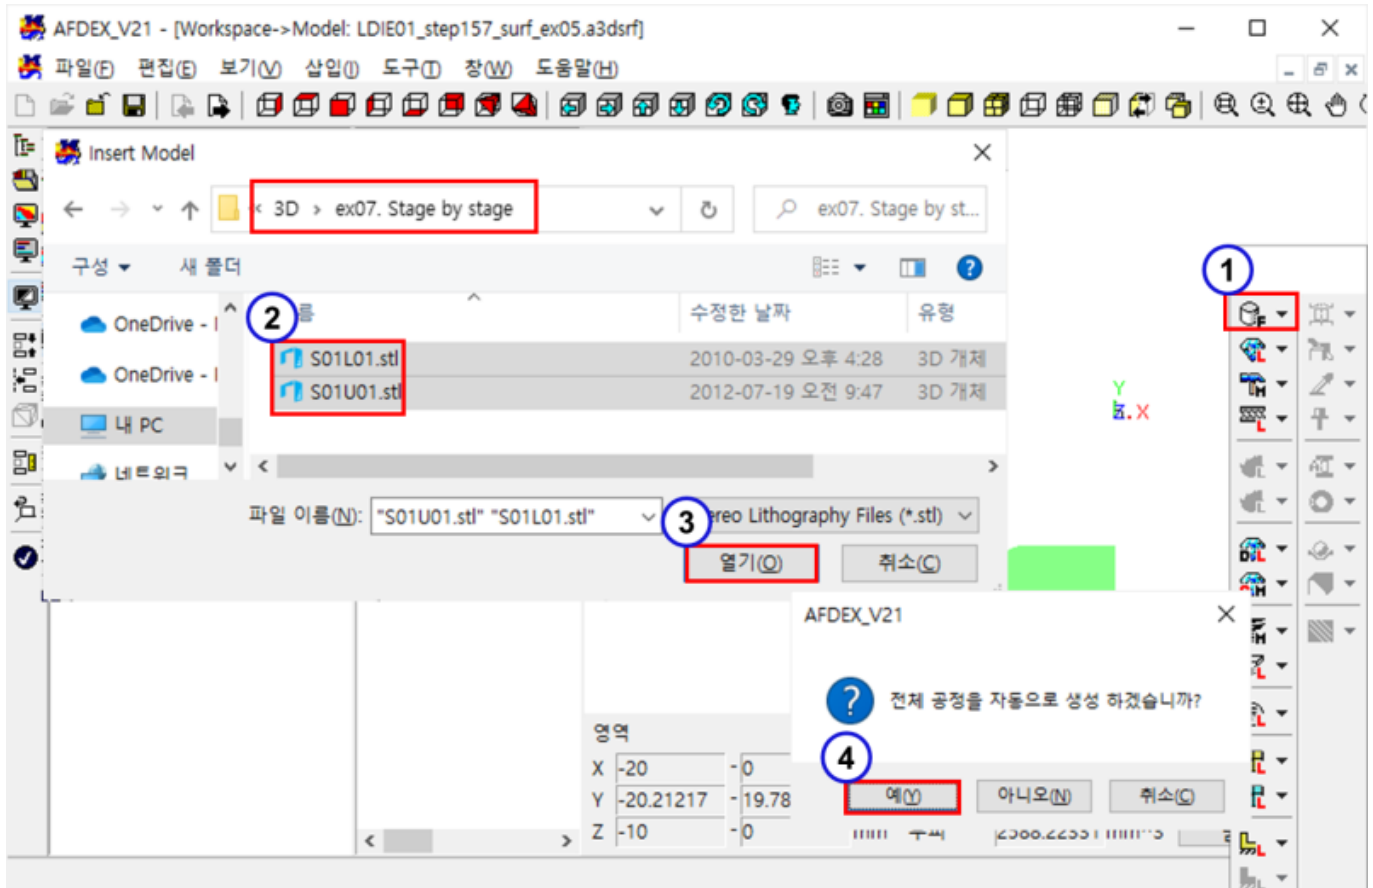 AFDEX_V21 - [Workspace->Model: LDIE01_step157_surf_ex05.a3dsrf]
파일(F) 편집(E) 보기(V) 삽입(I) 도구(T) 창(W) 도움말(H)
Insert Model
« 3D › ex07. Stage by stage
ex07. Stage by st...
구성 새 폴더
1
2
수정한 날짜 유형
OneDrive -
OneDrive -
내 PC
네트워크
S01L01.stl 2010-03-29 오후 4:28 3D 개체
S01U01.stl 2012-07-19 오전 9:47 3D 개체
Y
Z X
파일 이름(N): "S01U01.stl" "S01L01.stl"
3
Lithography Files (*.stl)
열기(O) 취소(C)
AFDEX_V21
전체 공정을 자동으로 생성 하겠습니까?
4
예(Y) 아니오(N) 취소(C)
영역
X -20 - 0
Y -20.21217 - 19.78
Z -10 - 0 mm